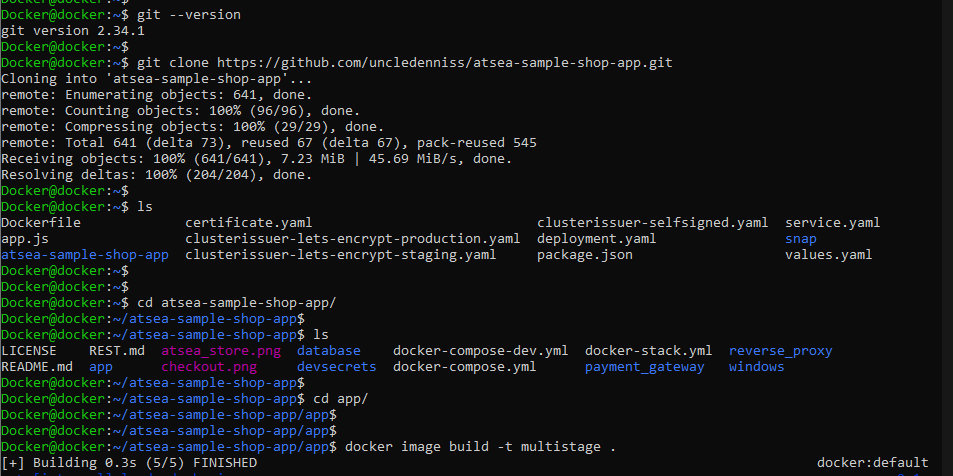 Docker@docker:~$
Docker@docker:~$ git --version
git version 2.34.1
Docker@docker:~$
Docker@docker:~$ git clone https://github.com/uncledenniss/atsea-sample-shop-app.git
Cloning into 'atsea-sample-shop-app'...
remote: Enumerating objects: 641, done.
remote: Counting objects: 100% (96/96), done.
remote: Compressing objects: 100% (29/29), done.
remote: Total 641 (delta 73), reused 67 (delta 67), pack-reused 545
Receiving objects: 100% (641/641), 7.23 MiB | 45.69 MiB/s, done.
Resolving deltas: 100% (204/204), done.
Docker@docker:~$
Docker@docker:~$ ls
Dockerfile certificate.yaml clusterissuer-selfsigned.yaml service.yaml
app.js clusterissuer-lets-encrypt-production.yaml deployment.yaml snap
atsea-sample-shop-app clusterissuer-lets-encrypt-staging.yaml package.json values.yaml
Docker@docker:~$
Docker@docker:~$
Docker@docker:~$ cd atsea-sample-shop-app/
Docker@docker:~/atsea-sample-shop-app$
Docker@docker:~/atsea-sample-shop-app$ ls
LICENSE REST.md atsea_store.png database docker-compose-dev.yml docker-stack.yml reverse_proxy
README.md app checkout.png devsecrets docker-compose.yml payment_gateway windows
Docker@docker:~/atsea-sample-shop-app$
Docker@docker:~/atsea-sample-shop-app$ cd app/
Docker@docker:~/atsea-sample-shop-app/app$
Docker@docker:~/atsea-sample-shop-app/app$
Docker@docker:~/atsea-sample-shop-app/app$ docker image build -t multistage .
[+] Building 0.3s (5/5) FINISHED docker:default